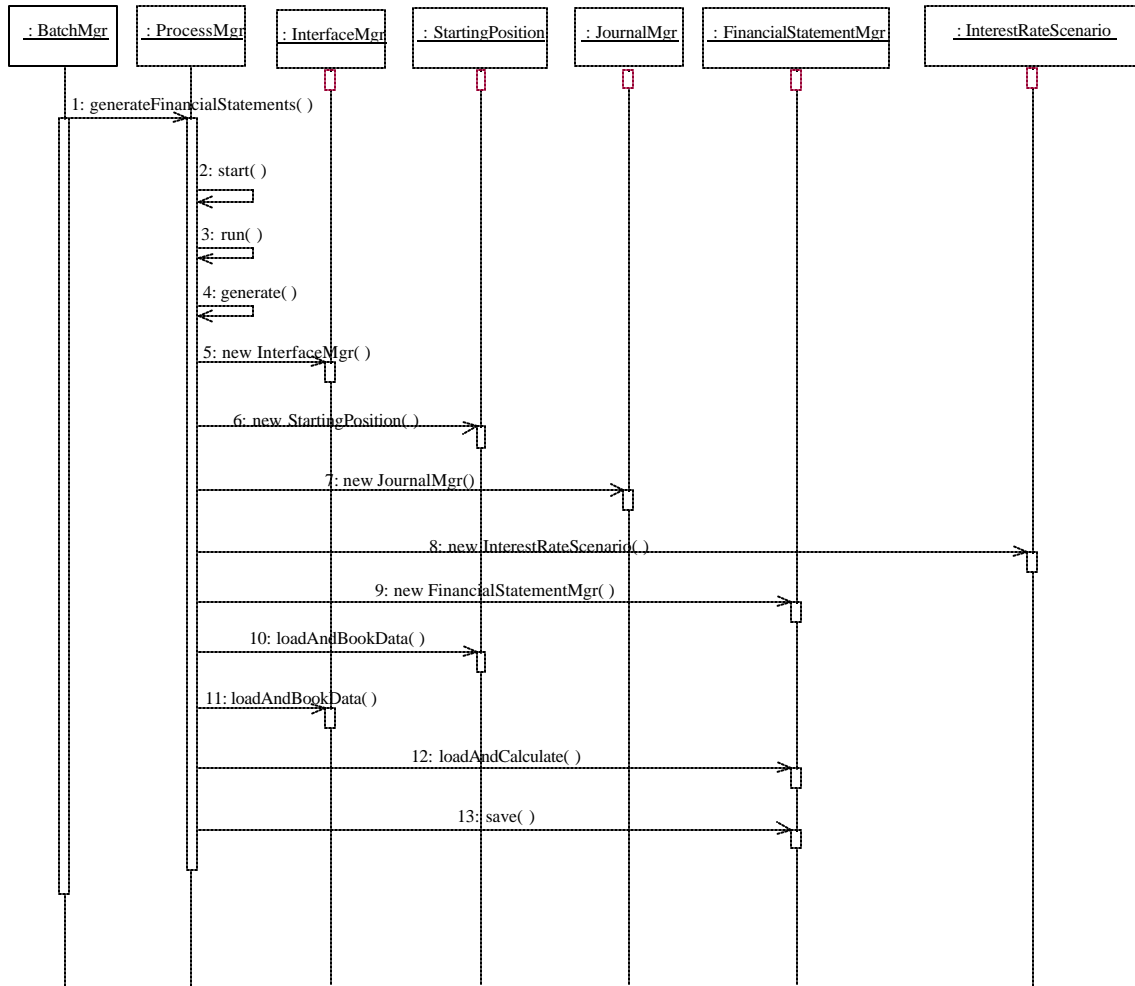 : BatchMgr
: ProcessMgr
: InterfaceMgr
: StartingPosition
: JournalMgr
: FinancialStatementMgr
: InterestRateScenario
1: generateFinancialStatements( )
2: start( )
3: run( )
4: generate( )
5: new InterfaceMgr( )
6: new StartingPosition( )
7: new JournalMgr()
8: new InterestRateScenario( )
9: new FinancialStatementMgr( )
10: loadAndBookData( )
11: loadAndBookData( )
12: loadAndCalculate( )
13: save( )